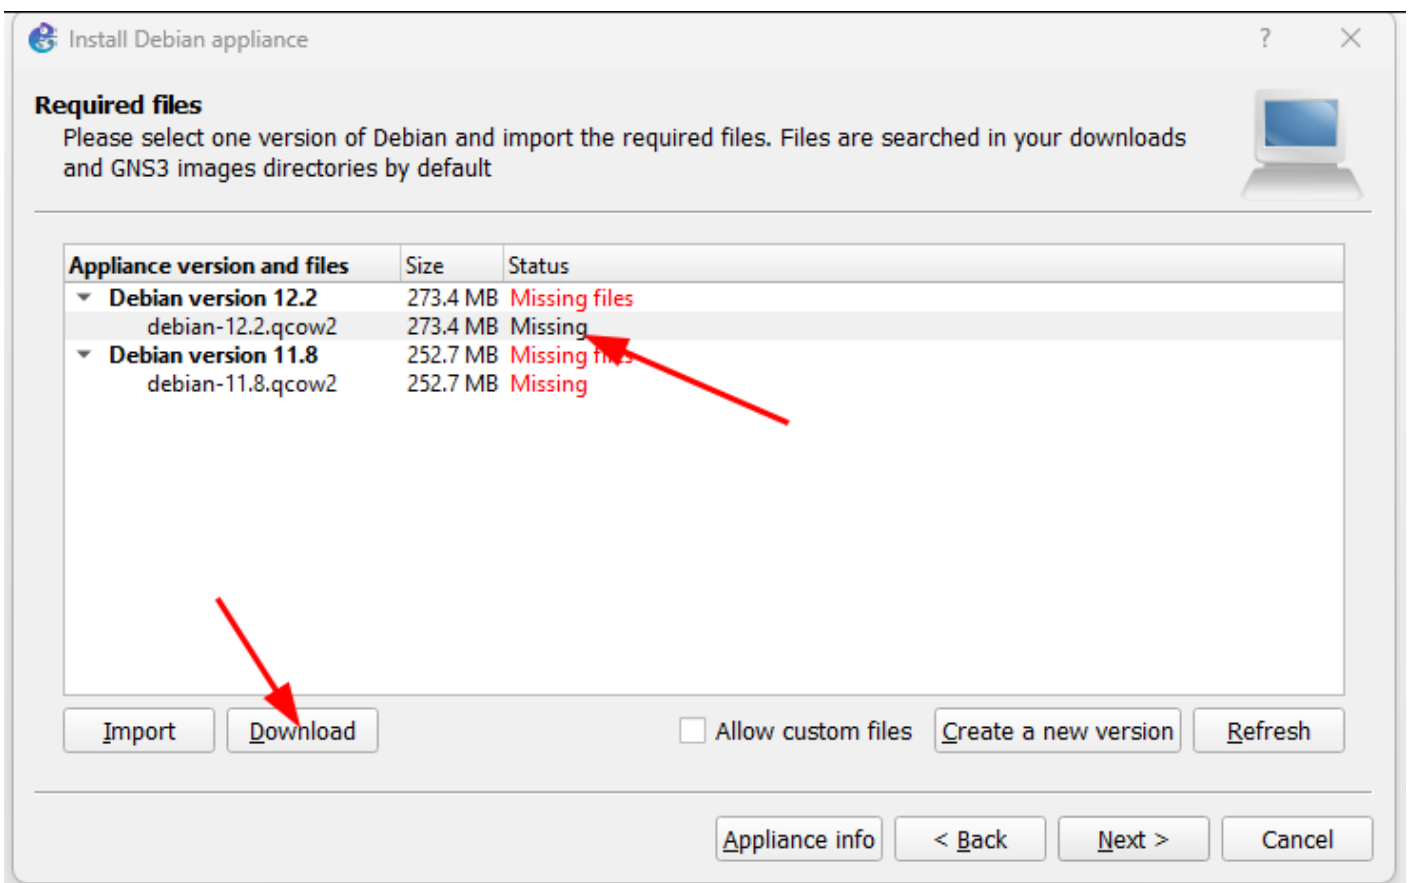 Install Debian appliance ?
Required files
Please select one version of Debian and import the required files. Files are searched in your downloads
and GNS3 images directories by default
Appliance version and files Size Status
Debian version 12.2 273.4 MB Missing files
debian-12.2.qcow2 273.4 MB Missing
Debian version 11.8 252.7 MB Missing files
debian-11.8.qcow2 252.7 MB Missing
Import Download Allow custom files Create a new version Refresh
Appliance info < Back Next > Cancel